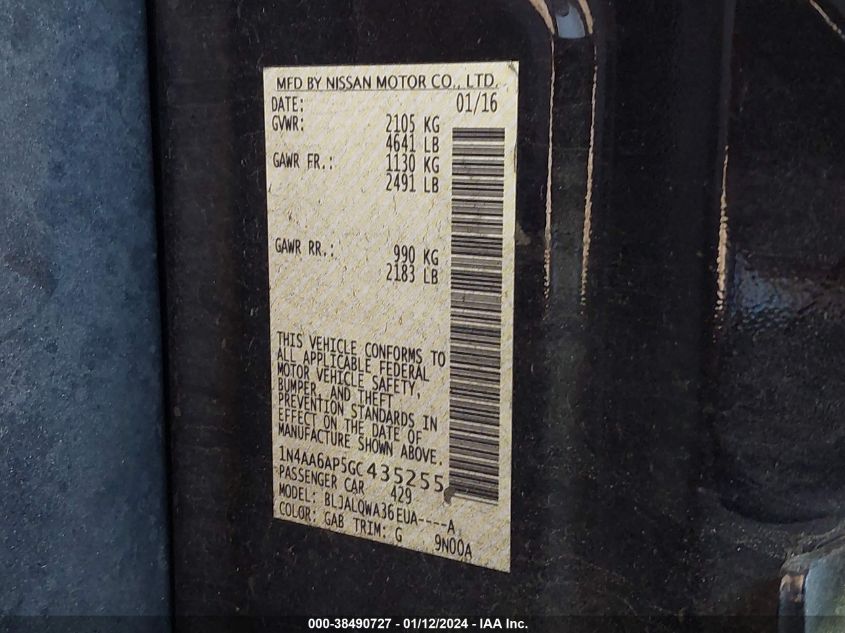 MFD BY NISSAN MOTOR CO., LTD.
DATE: 01/16
GVWR: 2105 KG
4641 LB
GAWR FR.: 1130 KG
2491 LB
GAWR RR.: 990 KG
2183 LB
THIS VEHICLE CONFORMS TO
ALL APPLICABLE FEDERAL
MOTOR VEHICLE SAFETY,
BUMPER, AND THEFT
PREVENTION STANDARDS IN
EFFECT ON THE DATE OF
MANUFACTURE SHOWN ABOVE.
1N4AA6AP5GC435255
PASSENGER CAR 429
MODEL: BLJALQWA36EUA----A
COLOR: GAB TRIM: G 9N00A
000-38490727 - 01/12/2024 - IAA Inc.